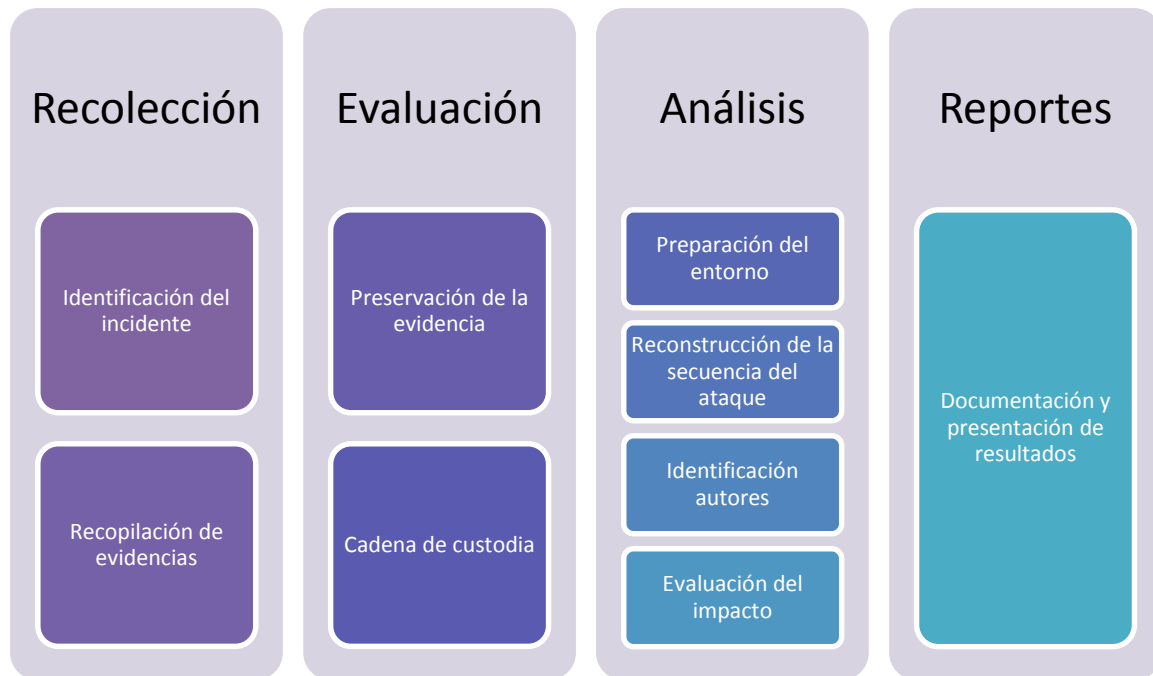 Recolección
Identificación del
incidente
Recopilación de
evidencias
Evaluación
Preservación de la
evidencia
Cadena de custodia
Análisis
Preparación del
entorno
Reconstrucción de la
secuencia del
ataque
Identificación
autores
Evaluación del
impacto
Reportes
Documentación y
presentación de
resultados